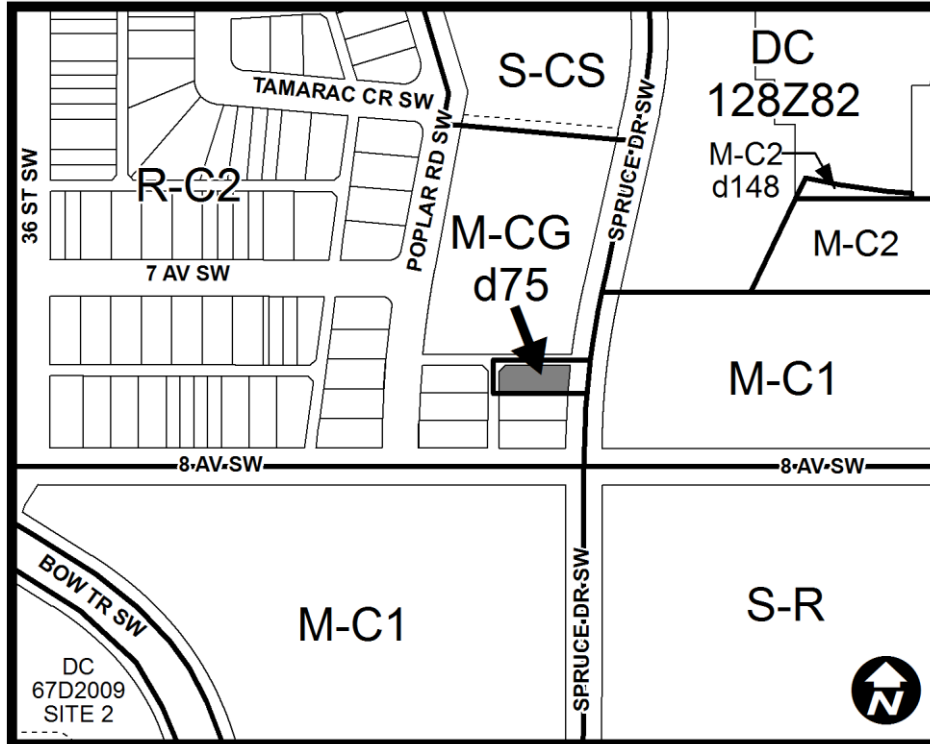 S-CS
DC
128Z82
TAMARAC CR SW
M-C2
d148
36 ST SW
R-C2
POPLAR RD SW
SPRUCE DR SW
M-CG
d75
M-C2
7 AV SW
M-C1
8 AV SW
8 AV SW
BOW TR SW
M-C1
SPRUCE DR SW
S-R
DC
67D2009
SITE 2
N